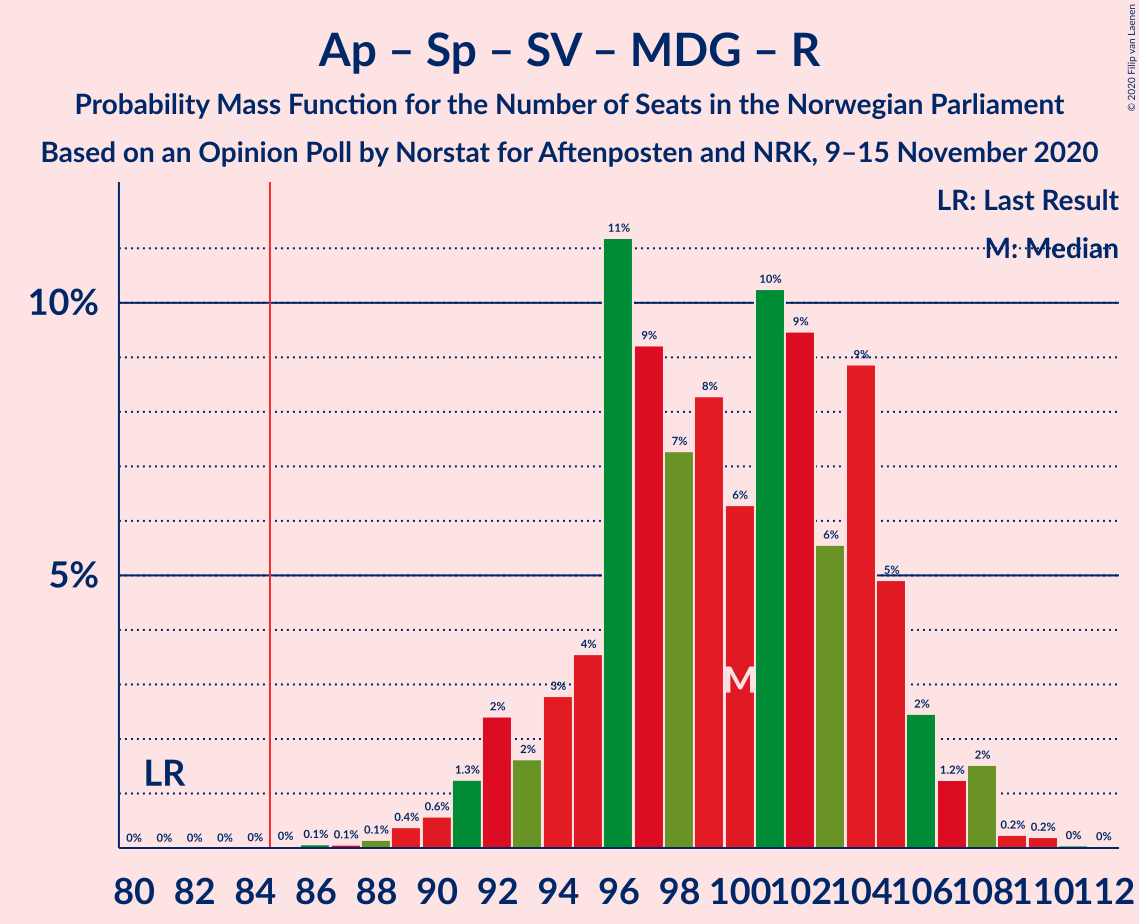 Ap – Sp – SV – MDG – R
Probability Mass Function for the Number of Seats in the Norwegian Parliament
Based on an Opinion Poll by Norstat for Aftenposten and NRK, 9–15 November 2020
© 2020 Filip van Laenen
LR: Last Result
M: Median
10%
5%
LR
M
0% 0% 0% 0% 0% 0% 0.1% 0.1% 0.1% 0.4% 0.6% 1.3% 2% 2% 3% 4% 11% 9% 7% 8% 6% 10% 9% 6% 9% 5% 2% 1.2% 2% 0.2% 0.2% 0% 0%
80 82 84 86 88 90 92 94 96 98 100 102 104 106 108 110 112